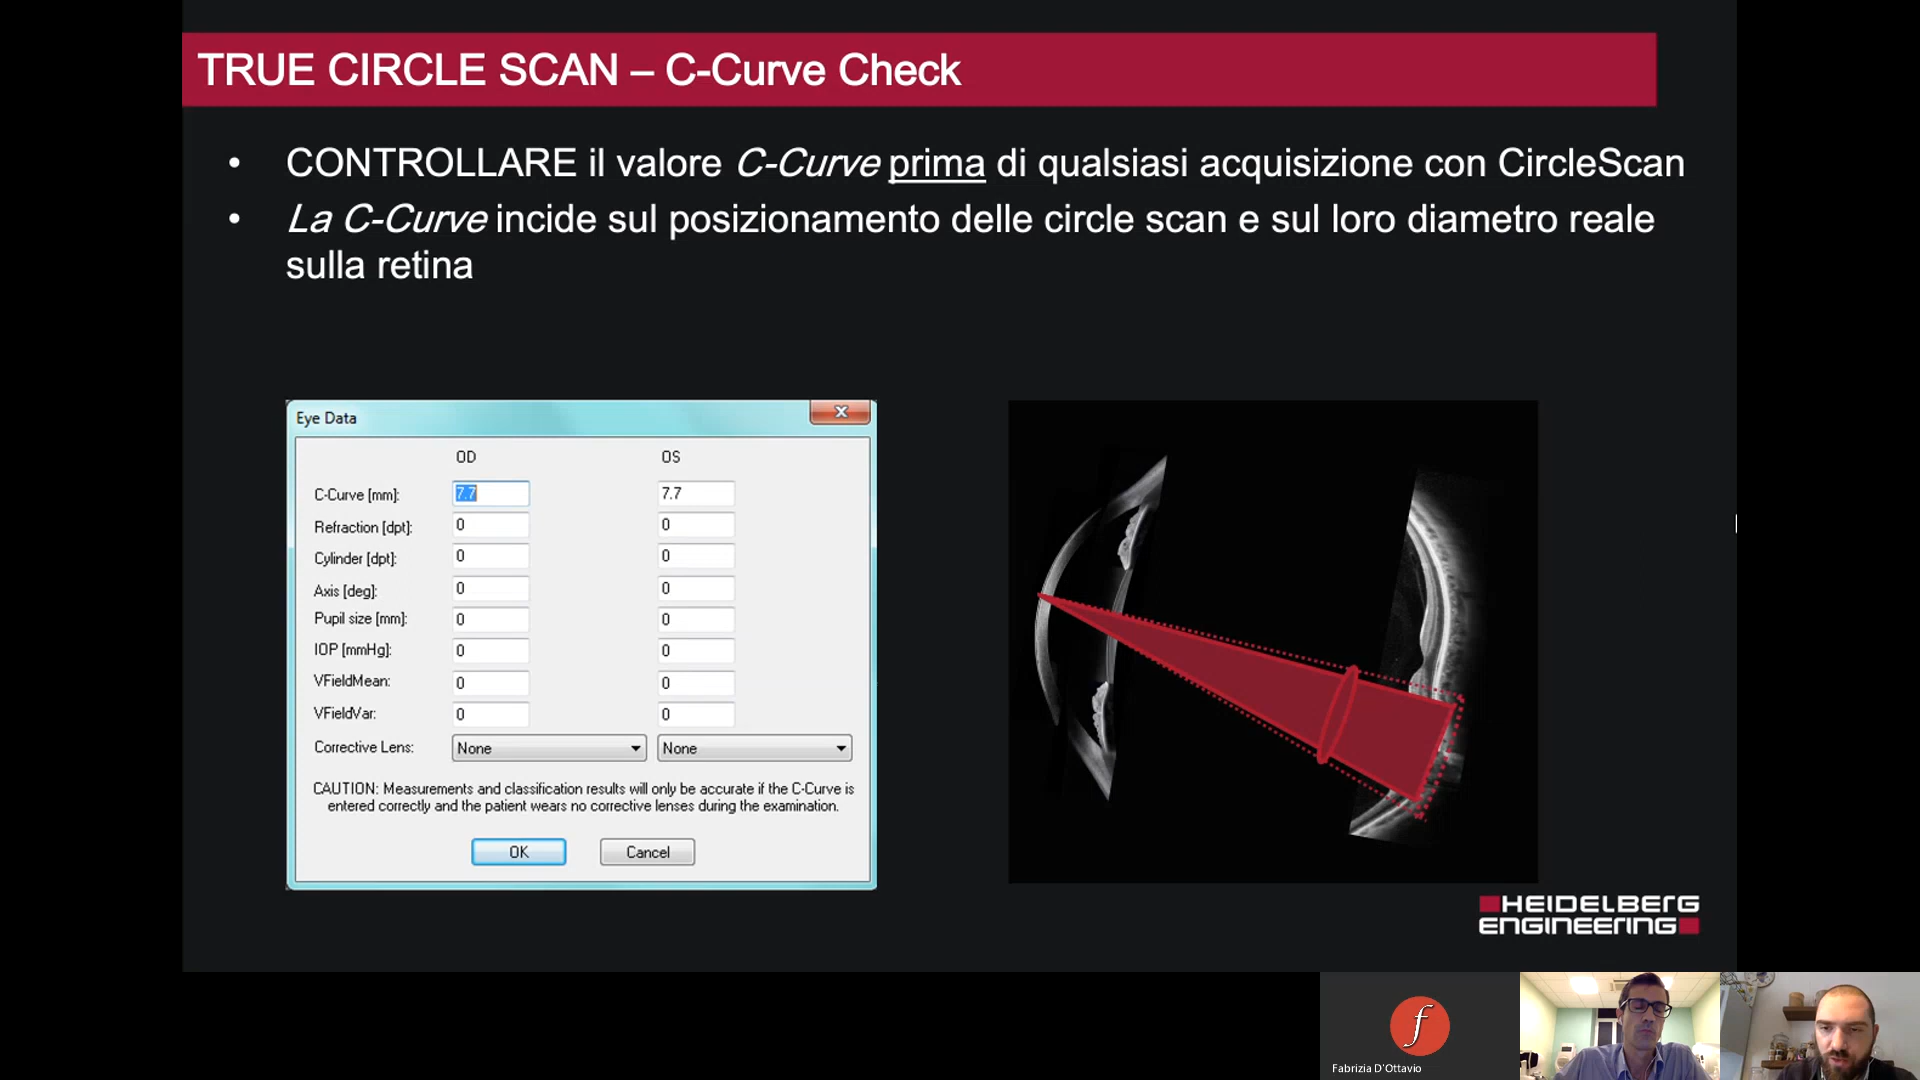 TRUE CIRCLE SCAN – C-Curve Check
• CONTROLLARE il valore C-Curve prima di qualsiasi acquisizione con CircleScan
• La C-Curve incide sul posizionamento delle circle scan e sul loro diametro reale
sulla retina
Eye Data
X
OD OS
C-Curve [mm]: 7.7 7.7
Refraction [dpt]: 0 0
Cylinder [dpt]: 0 0
Axis [deg]: 0 0
Pupil size [mm]: 0 0
IOP [mmHg]: 0 0
VFieldMean: 0 0
VFieldVar: 0 0
Corrective Lens: None None
CAUTION: Measurements and classification results will only be accurate if the C-Curve is
entered correctly and the patient wears no corrective lenses during the examination.
OK Cancel
HEIDELBERG
ENGINEERING
f
Fabrizia D'Ottavio